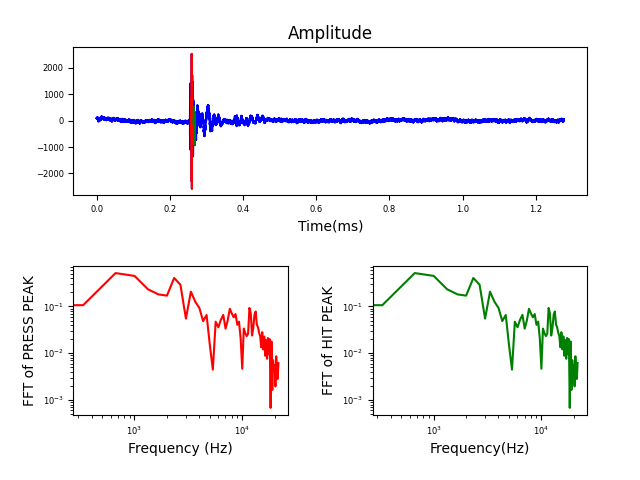 Amplitude
2000
1000
0
−1000
−2000
0.0 0.2 0.4 0.6 0.8 1.0 1.2
Time(ms)
FFT of PRESS PEAK
10⁻¹
10⁻²
10⁻³
10³ 10⁴
Frequency (Hz)
FFT of HIT PEAK
10⁻¹
10⁻²
10⁻³
10³ 10⁴
Frequency(Hz)